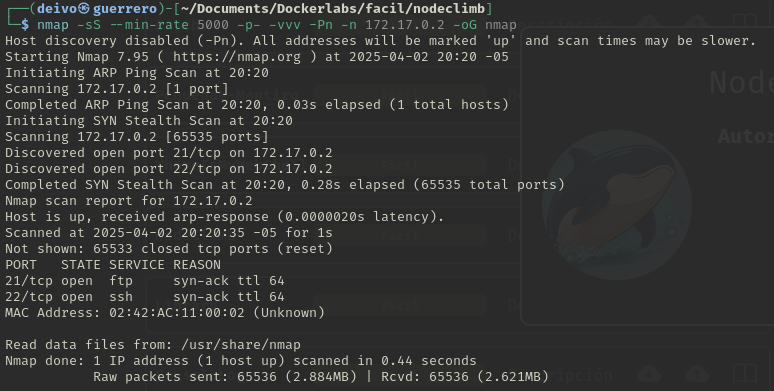 ┌──(deivo㉿guerrero)-[~/Documents/Dockerlabs/facil/nodeclimb]
└─$ nmap -sS --min-rate 5000 -p- -vvv -Pn -n 172.17.0.2 -oG nmap
Host discovery disabled (-Pn). All addresses will be marked 'up' and scan times may be slower.
Starting Nmap 7.95 ( https://nmap.org ) at 2025-04-02 20:20 -05
Initiating ARP Ping Scan at 20:20
Scanning 172.17.0.2 [1 port]
Completed ARP Ping Scan at 20:20, 0.03s elapsed (1 total hosts)
Initiating SYN Stealth Scan at 20:20
Scanning 172.17.0.2 [65535 ports]
Discovered open port 21/tcp on 172.17.0.2
Discovered open port 22/tcp on 172.17.0.2
Completed SYN Stealth Scan at 20:20, 0.28s elapsed (65535 total ports)
Nmap scan report for 172.17.0.2
Host is up, received arp-response (0.0000020s latency).
Scanned at 2025-04-02 20:20:35 -05 for 1s
Not shown: 65533 closed tcp ports (reset)
PORT   STATE SERVICE REASON
21/tcp open  ftp     syn-ack ttl 64
22/tcp open  ssh     syn-ack ttl 64
MAC Address: 02:42:AC:11:00:02 (Unknown)
Read data files from: /usr/share/nmap
Nmap done: 1 IP address (1 host up) scanned in 0.44 seconds
Raw packets sent: 65536 (2.884MB) | Rcvd: 65536 (2.621MB)
Node
Autor